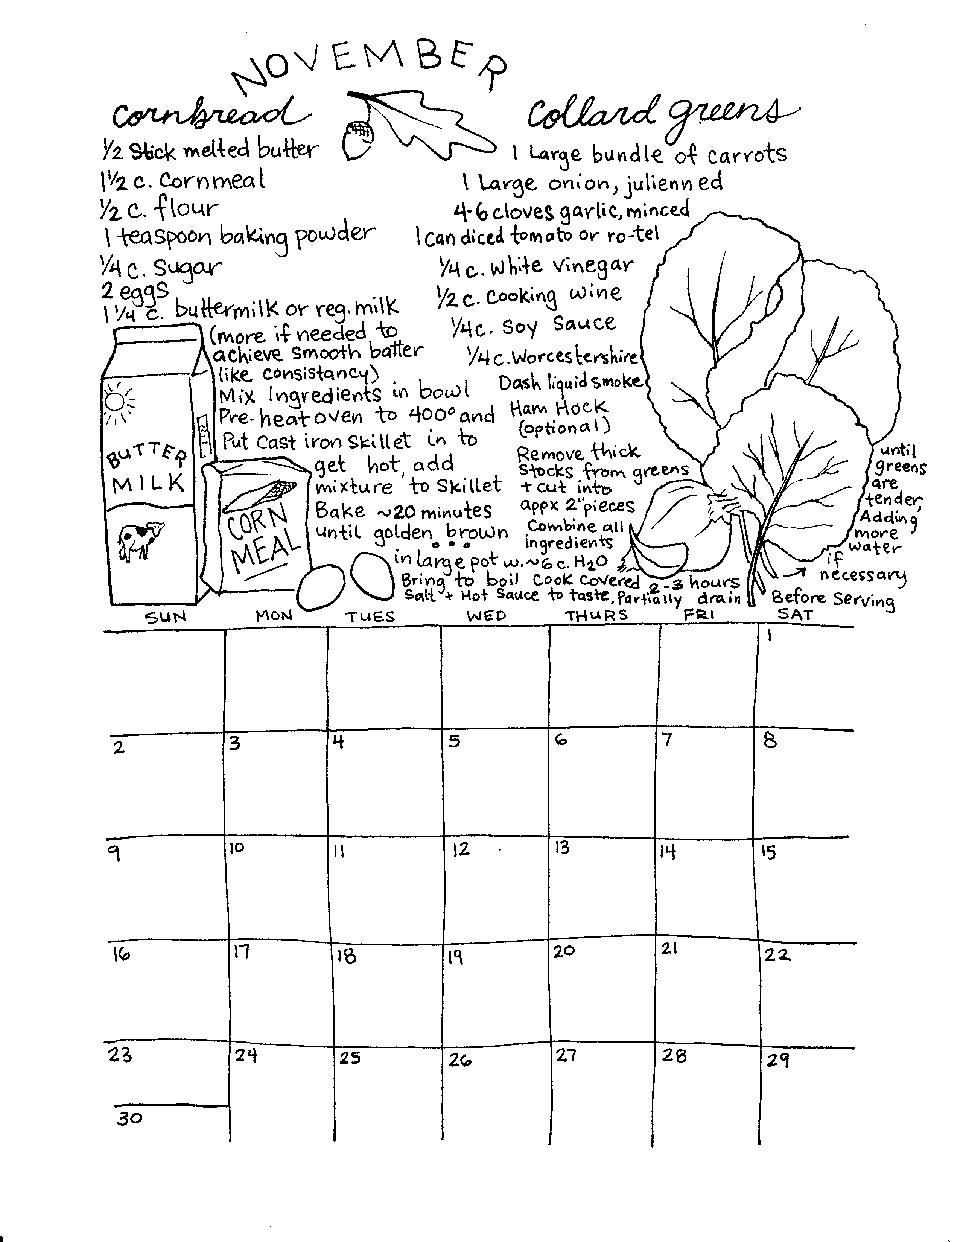 NOVEMBER
Cornbread
1/2 Stick melted butter
1 1/2 c. Cornmeal
1/2 c. flour
1 teaspoon baking powder
1/4 c. Sugar
2 eggs
1 1/4 c. buttermilk or reg. milk
(more if needed to
achieve smooth batter
(like consistancy)
Mix Ingredients in bowl
Pre-heat oven to 400° and
Put Cast iron Skillet in to
get hot, add
mixture to Skillet
Bake ~20 minutes
until golden brown
BUTTER
MILK
CORN
MEAL
Collard greens
1 Large bundle of carrots
1 Large onion, julienned
4-6 cloves garlic, minced
1 can diced tomato or ro-tel
1/4 c. White Vinegar
1/2 c. Cooking wine
1/4 c. Soy Sauce
1/4 c. Worcestershire
Dash liquid smoke
Ham Hock
(optional)
Remove thick
Stocks from greens
+ cut into
appx 2" pieces
Combine all
ingredients
in large pot w. ~6 c. H2O
Bring to boil Cook Covered 2-3 hours
until
greens
are
tender,
Adding
more
water
if
necessary
Salt + Hot Sauce to taste, Partially drain Before Serving
SUN MON TUES WED THURS FRI SAT
1
2 3 4 5 6 7 8
9 10 11 12 13 14 15
16 17 18 19 20 21 22
23 24 25 26 27 28 29
30